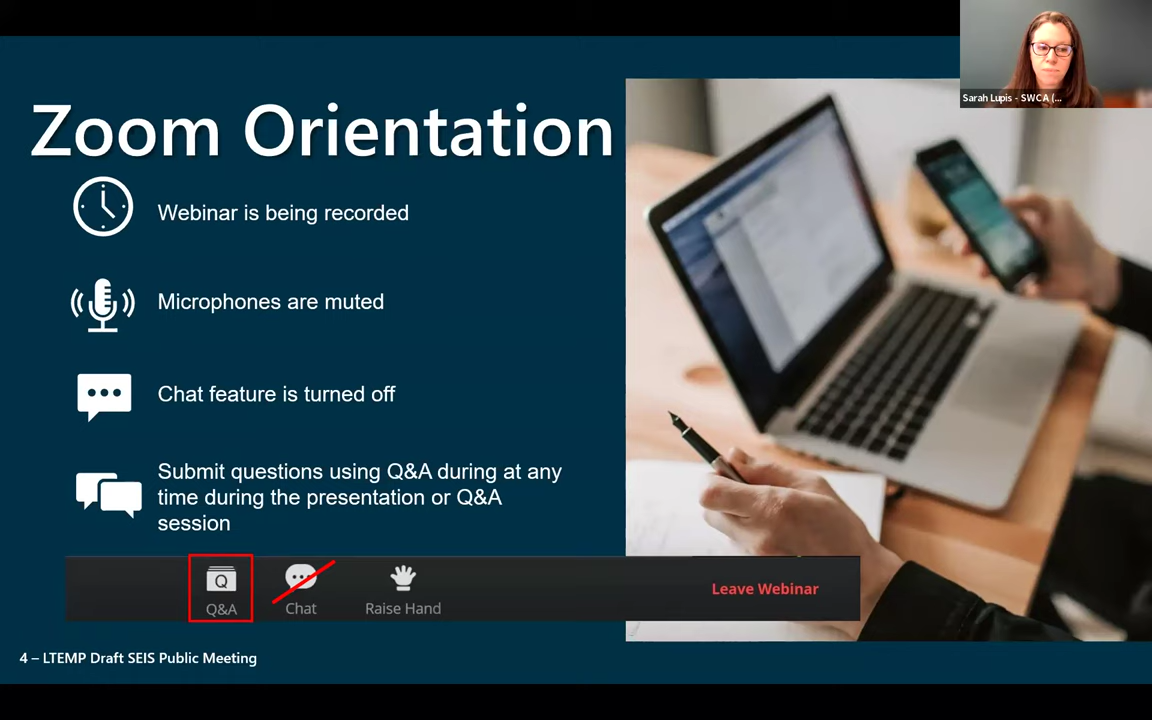 Sarah Lupis - SWCA (...
Zoom Orientation
Webinar is being recorded
Microphones are muted
Chat feature is turned off
Submit questions using Q&A during at any
time during the presentation or Q&A
session
Q
Q&A
Chat
Raise Hand
Leave Webinar
4 – LTEMP Draft SEIS Public Meeting